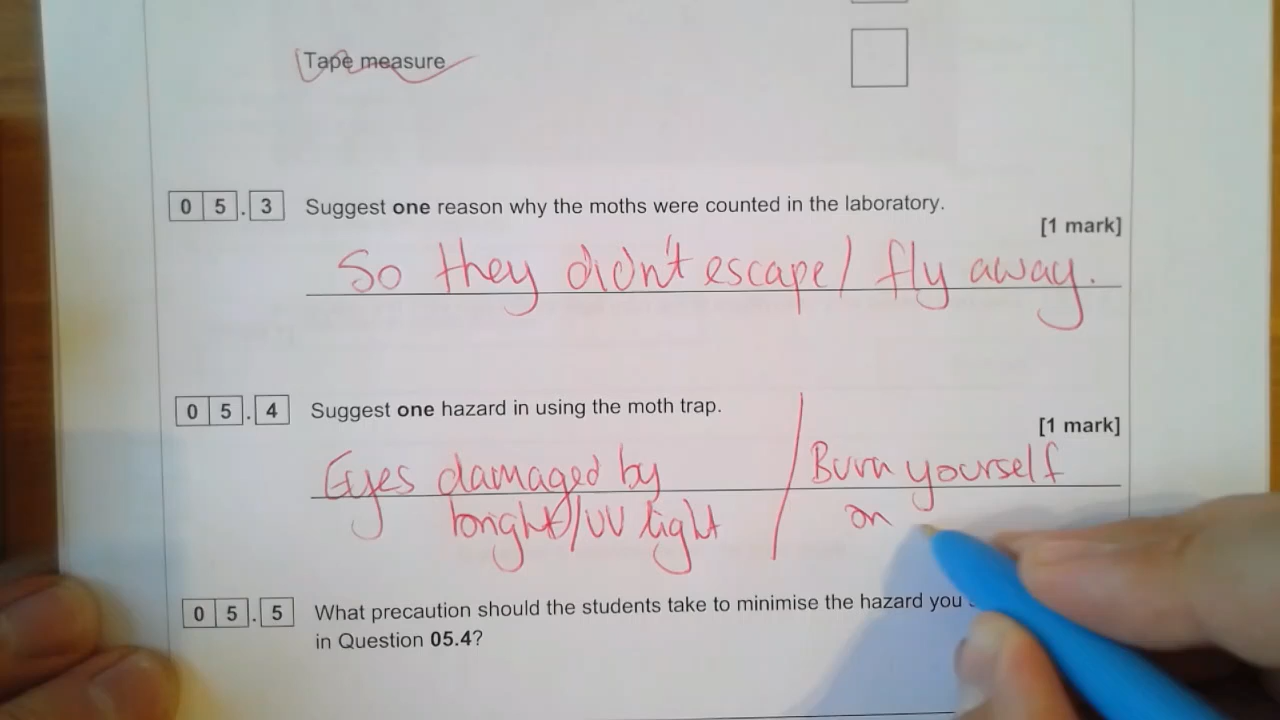 Tape measure
0 5 . 3 Suggest one reason why the moths were counted in the laboratory.
[1 mark]
So they didn't escape/ fly away.
0 5 . 4 Suggest one hazard in using the moth trap.
[1 mark]
Eyes damaged by / Burn yourself
bright/UV light / on
0 5 . 5 What precaution should the students take to minimise the hazard you
in Question 05.4?